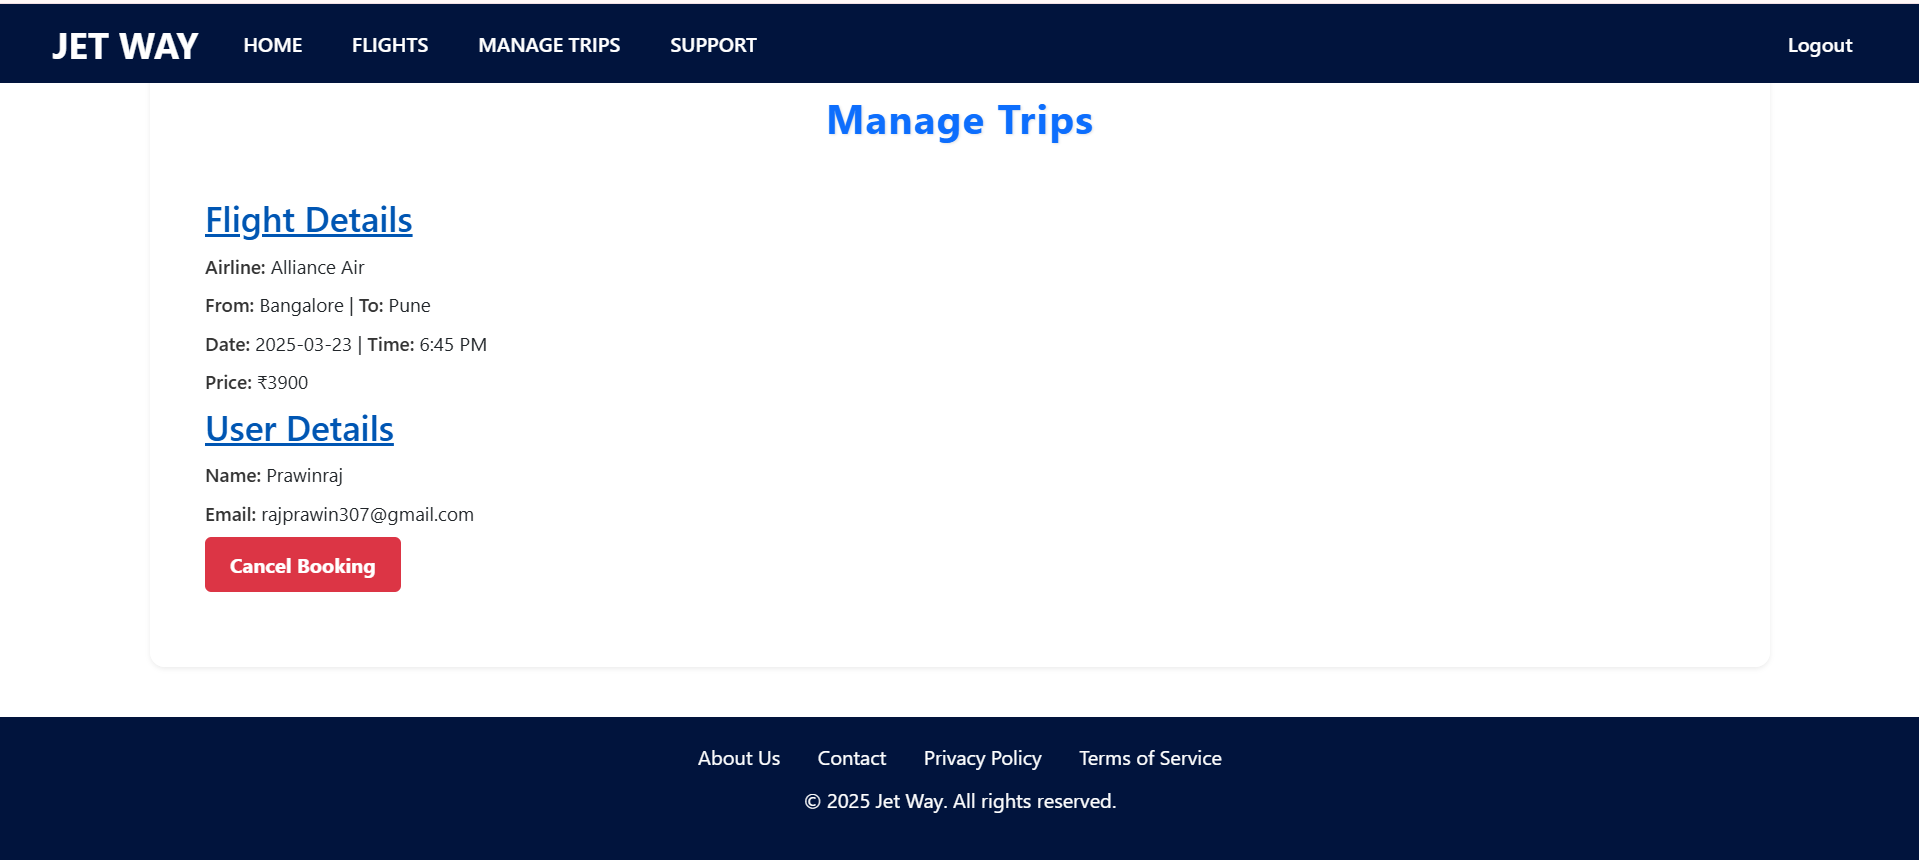 JET WAY HOME FLIGHTS MANAGE TRIPS SUPPORT Logout
Manage Trips
Flight Details
Airline: Alliance Air
From: Bangalore | To: Pune
Date: 2025-03-23 | Time: 6:45 PM
Price: ₹3900
User Details
Name: Prawinraj
Email: rajprawin307@gmail.com
Cancel Booking
About Us Contact Privacy Policy Terms of Service
© 2025 Jet Way. All rights reserved.